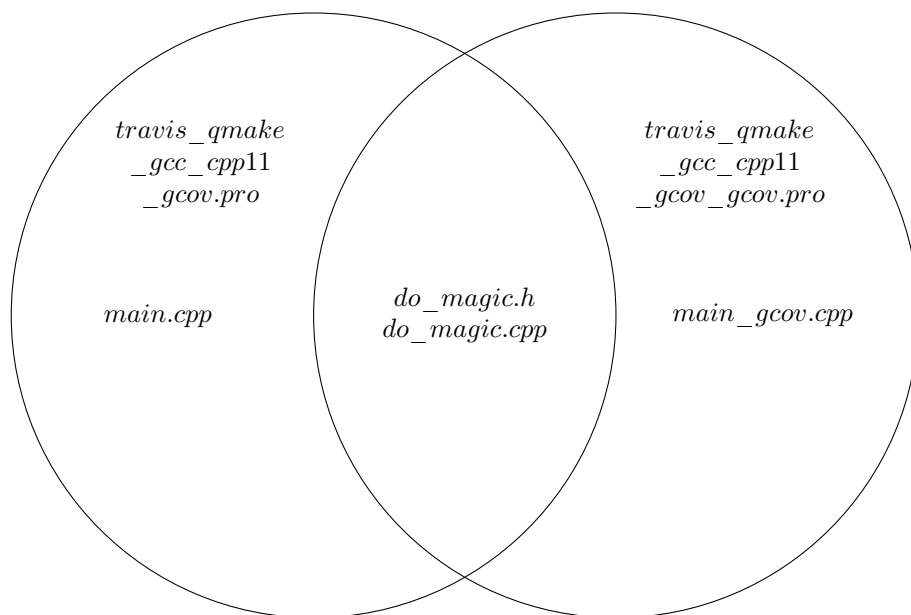 travis_qmake
_gcc_cpp11
_gcov.pro
main.cpp
do_magic.h
do_magic.cpp
travis_qmake
_gcc_cpp11
_gcov_gcov.pro
main_gcov.cpp